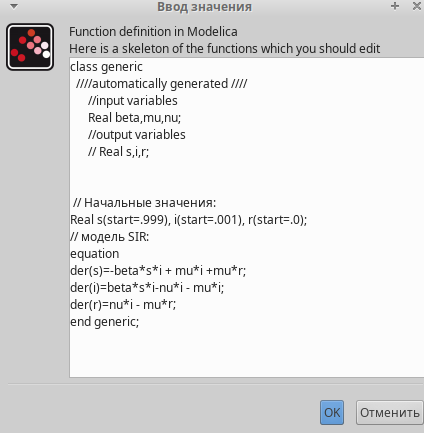 Ввод значения
Function definition in Modelica
Here is a skeleton of the functions which you should edit
class generic
////automatically generated ////
//input variables
Real beta,mu,nu;
//output variables
// Real s,i,r;
// Начальные значения:
Real s(start=.999), i(start=.001), r(start=.0);
// модель SIR:
equation
der(s)=-beta*s*i + mu*i +mu*r;
der(i)=beta*s*i-nu*i - mu*i;
der(r)=nu*i - mu*r;
end generic;
OK
Отменить